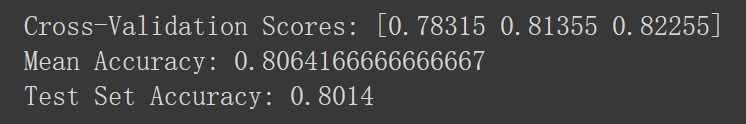 Cross-Validation Scores: [0.78315 0.81355 0.82255]
Mean Accuracy: 0.8064166666666667
Test Set Accuracy: 0.8014